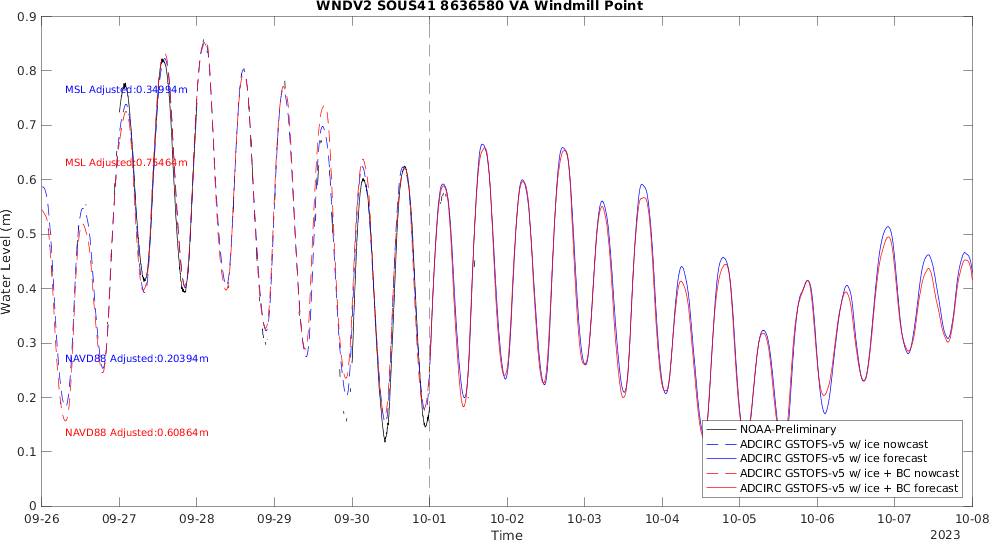 WNDV2 SOUS41 8636580 VA Windmill Point
0.9
0.8
0.7
0.6
0.5
0.4
0.3
0.2
0.1
0
Water Level (m)
MSL Adjusted:0.34994m
MSL Adjusted:0.75464m
NAVD88 Adjusted:0.20394m
NAVD88 Adjusted:0.60864m
NOAA-Preliminary
ADCIRC GSTOFS-v5 w/ ice nowcast
ADCIRC GSTOFS-v5 w/ ice forecast
ADCIRC GSTOFS-v5 w/ ice + BC nowcast
ADCIRC GSTOFS-v5 w/ ice + BC forecast
09-26 09-27 09-28 09-29 09-30 10-01 10-02 10-03 10-04 10-05 10-06 10-07 10-08
Time
2023